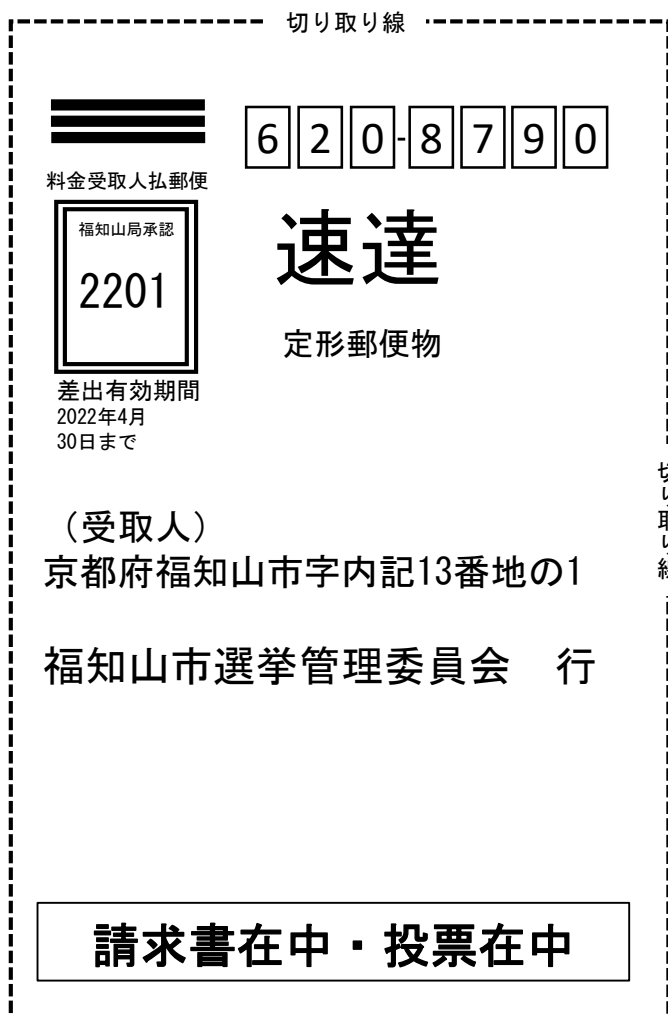 切り取り線
620-8790
料金受取人払郵便
福知山局承認
2201
速達
定形郵便物
差出有効期間
2022年4月
30日まで
切り取り線
（受取人）
京都府福知山市字内記13番地の1
福知山市選挙管理委員会　行
請求書在中・投票在中